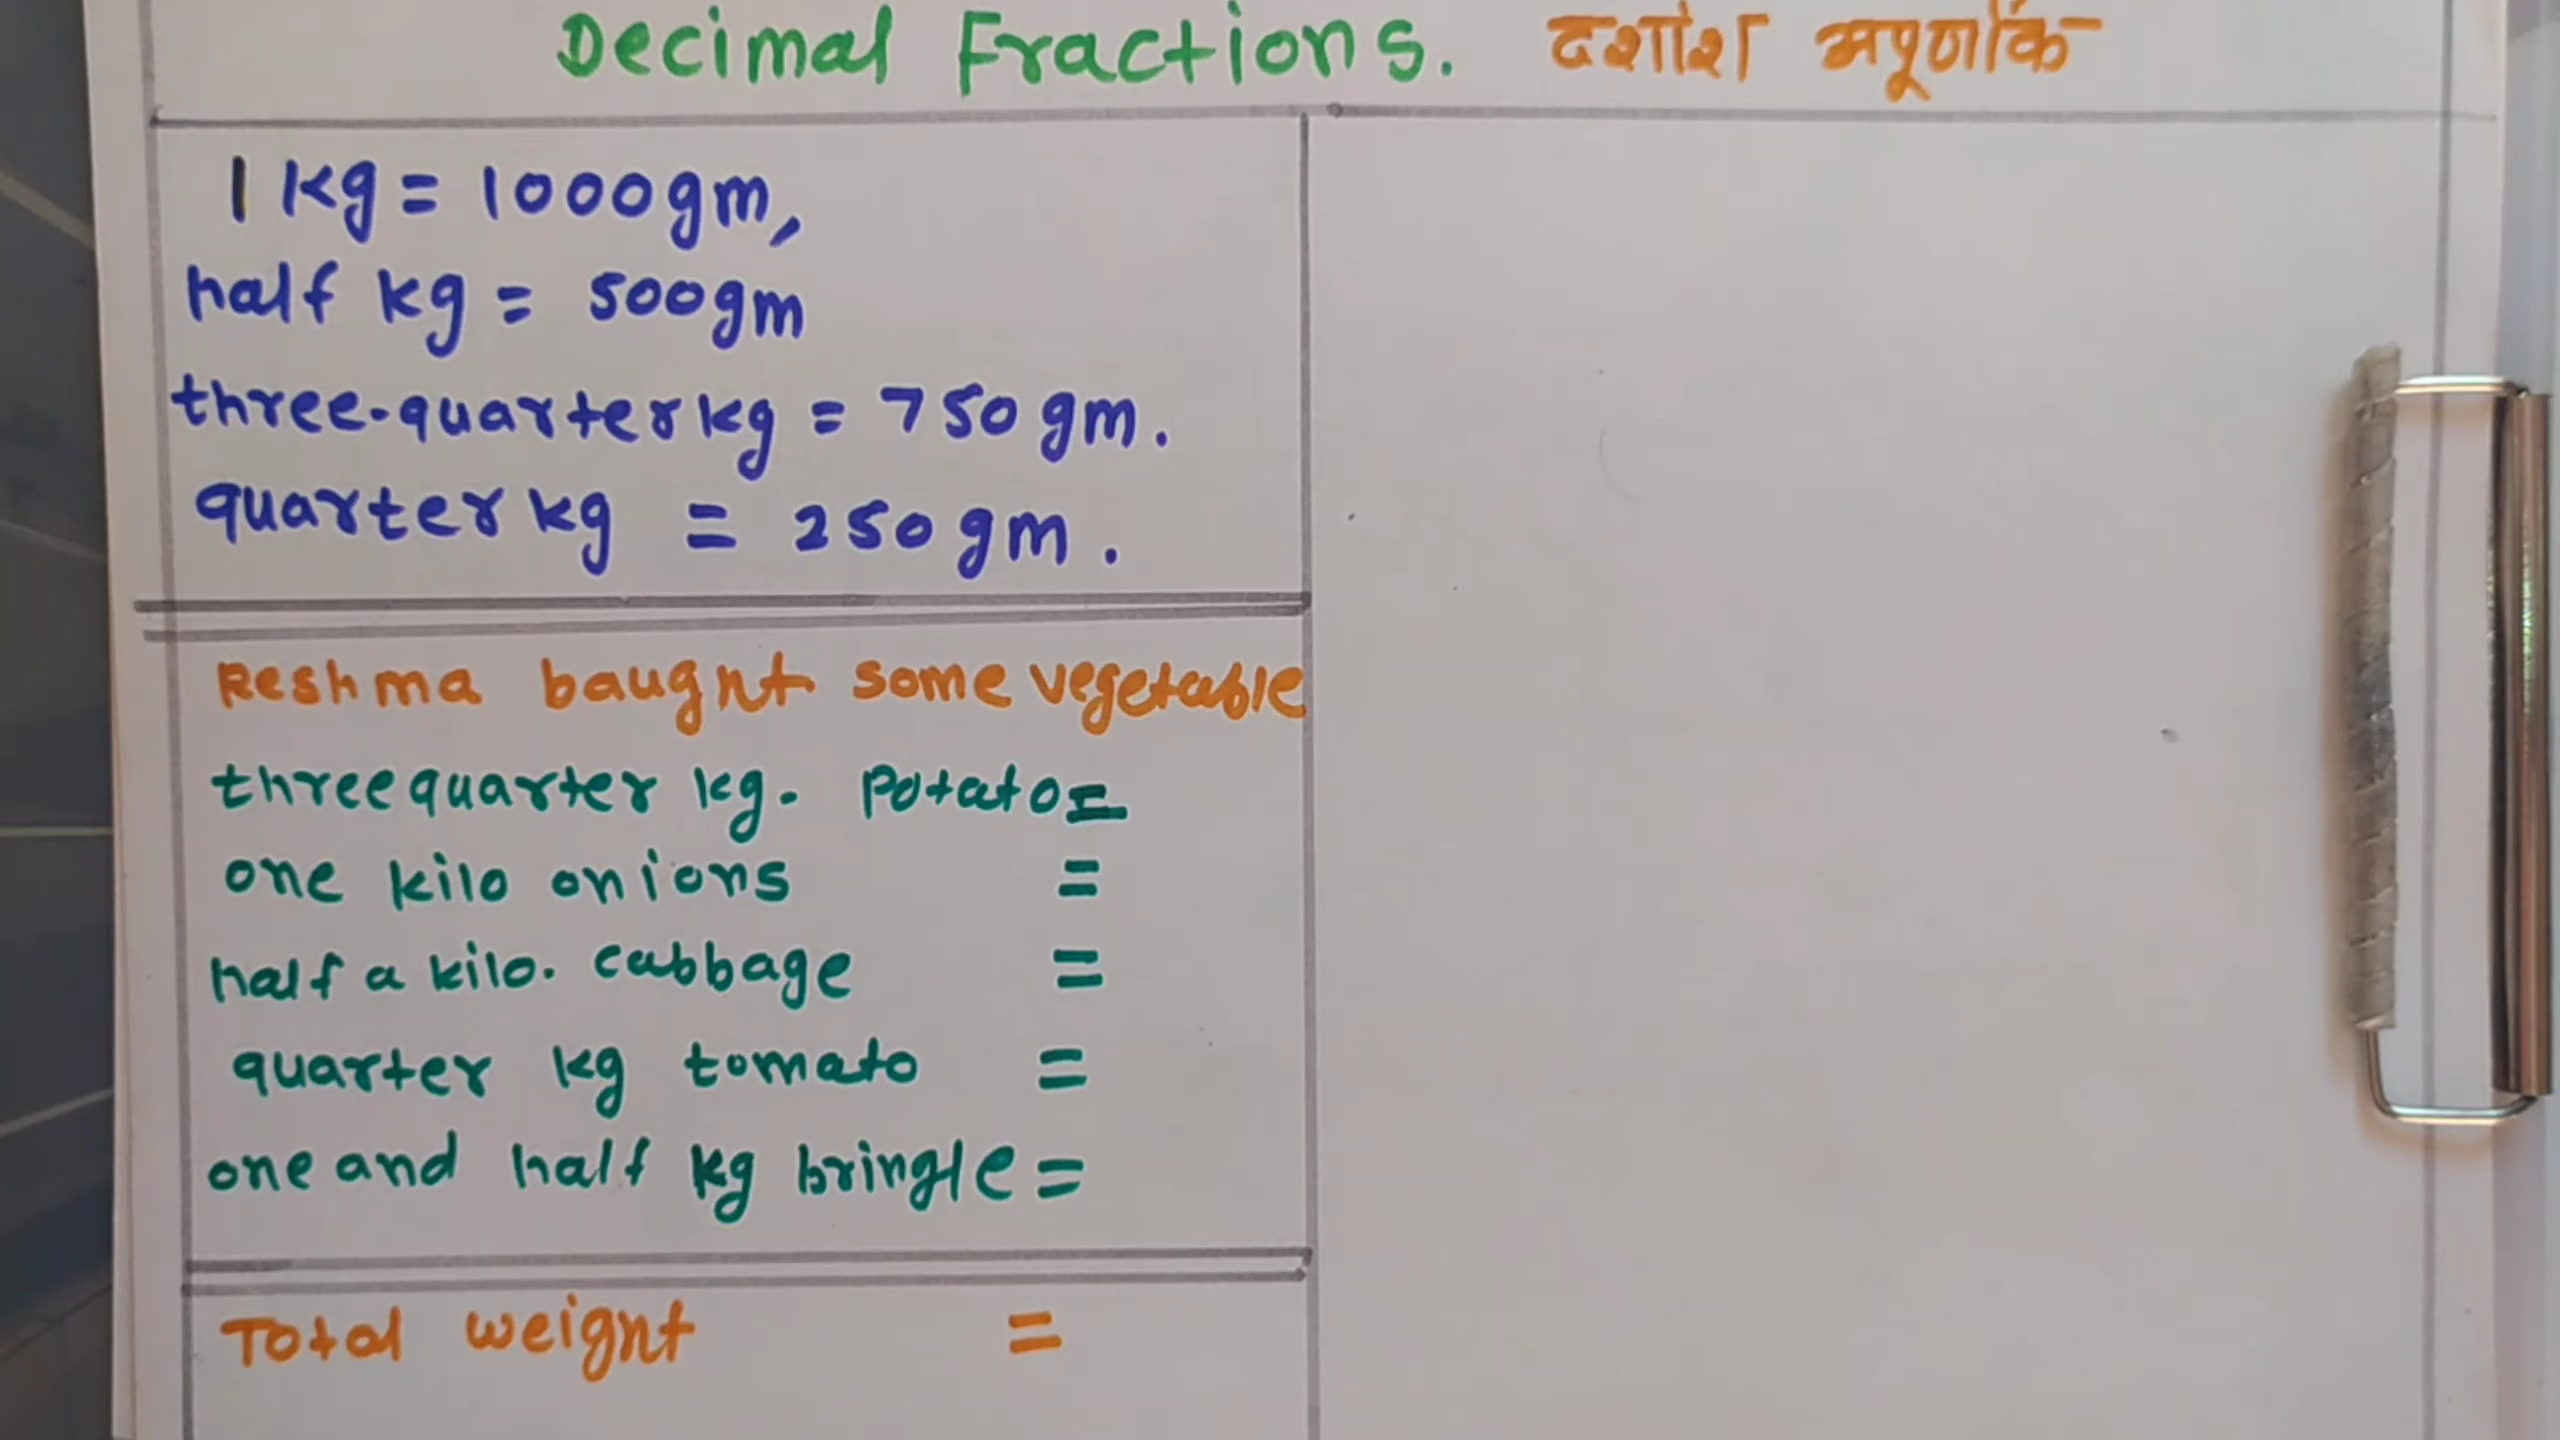 Decimal Fractions. दशांश अपूर्णांक
1 kg = 1000gm,
half kg = 500gm
three-quarter kg = 750 gm.
quarter kg = 250 gm.
Reshma baught some vegetable
three quarter kg. Potato =
one kilo onions =
half a kilo. cabbage =
quarter kg tomato =
one and half kg bringle =
Total weight =